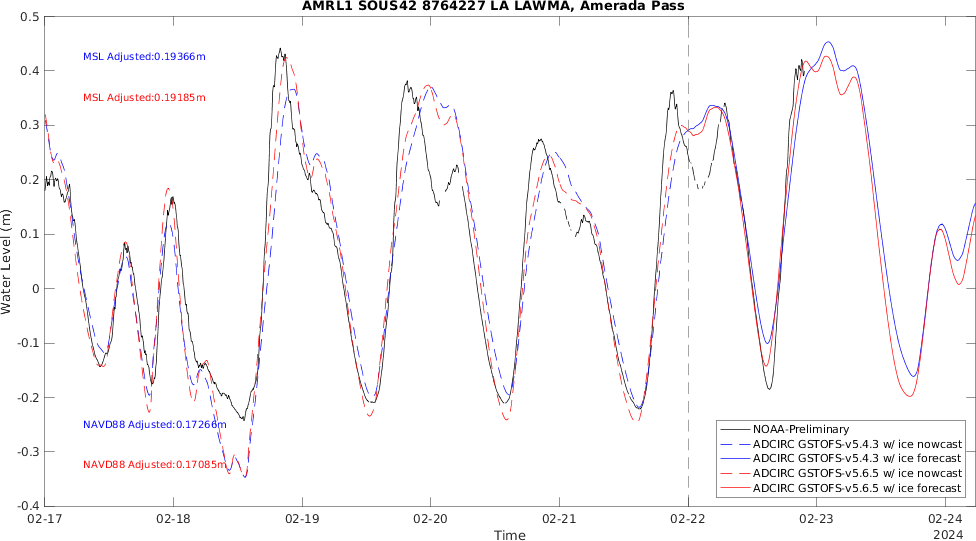 AMRL1 SOUS42 8764227 LA LAWMA, Amerada Pass
0.5
0.4
0.3
0.2
0.1
0
-0.1
-0.2
-0.3
-0.4
Water Level (m)
MSL Adjusted:0.19366m
MSL Adjusted:0.19185m
NAVD88 Adjusted:0.17266m
NAVD88 Adjusted:0.17085m
NOAA-Preliminary
ADCIRC GSTOFS-v5.4.3 w/ ice nowcast
ADCIRC GSTOFS-v5.4.3 w/ ice forecast
ADCIRC GSTOFS-v5.6.5 w/ ice nowcast
ADCIRC GSTOFS-v5.6.5 w/ ice forecast
02-17 02-18 02-19 02-20 02-21 02-22 02-23 02-24
Time
2024